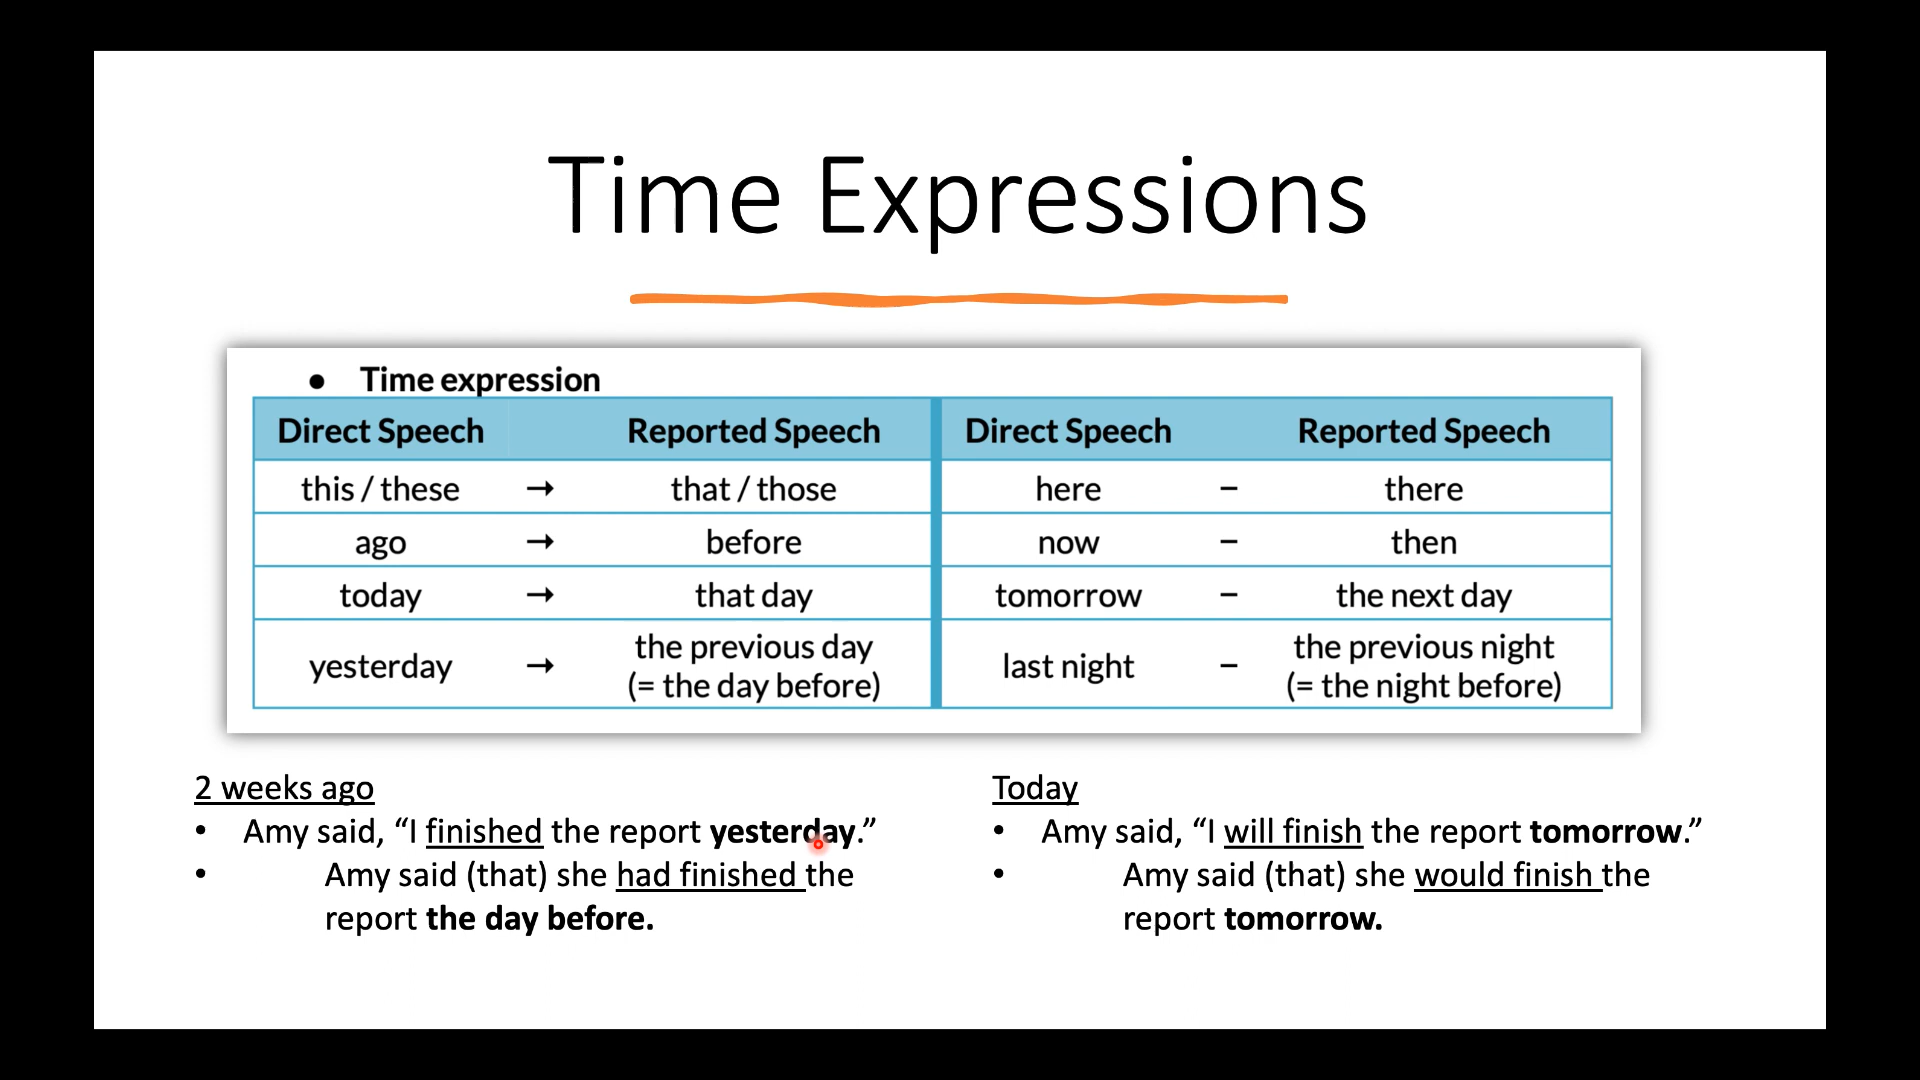 Time Expressions
● Time expression
Direct Speech Reported Speech Direct Speech Reported Speech
this / these → that / those here – there
ago → before now – then
today → that day tomorrow – the next day
yesterday → the previous day (= the day before) last night – the previous night (= the night before)
2 weeks ago
• Amy said, “I finished the report yesterday.”
• Amy said (that) she had finished the
report the day before.
Today
• Amy said, “I will finish the report tomorrow.”
• Amy said (that) she would finish the
report tomorrow.